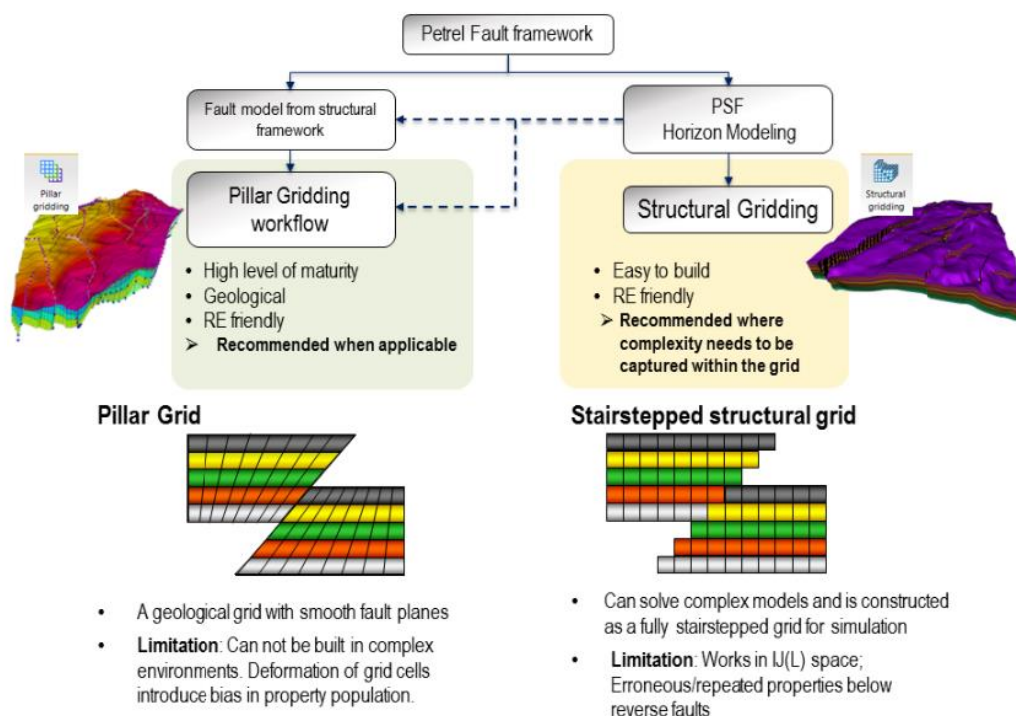 Petrel Fault framework
Fault model from structural
framework
PSF
Horizon Modeling
Pillar
gridding
Pillar Gridding
workflow
Structural Gridding
Structural
gridding
• High level of maturity
• Geological
• RE friendly
➢ Recommended when applicable
• Easy to build
• RE friendly
➢ Recommended where
complexity needs to be
captured within the grid
Pillar Grid
Stairstepped structural grid
• A geological grid with smooth fault planes
• Limitation: Can not be built in complex
environments. Deformation of grid cells
introduce bias in property population.
• Can solve complex models and is constructed
as a fully stairstepped grid for simulation
• Limitation: Works in IJ(L) space;
Erroneous/repeated properties below
reverse faults